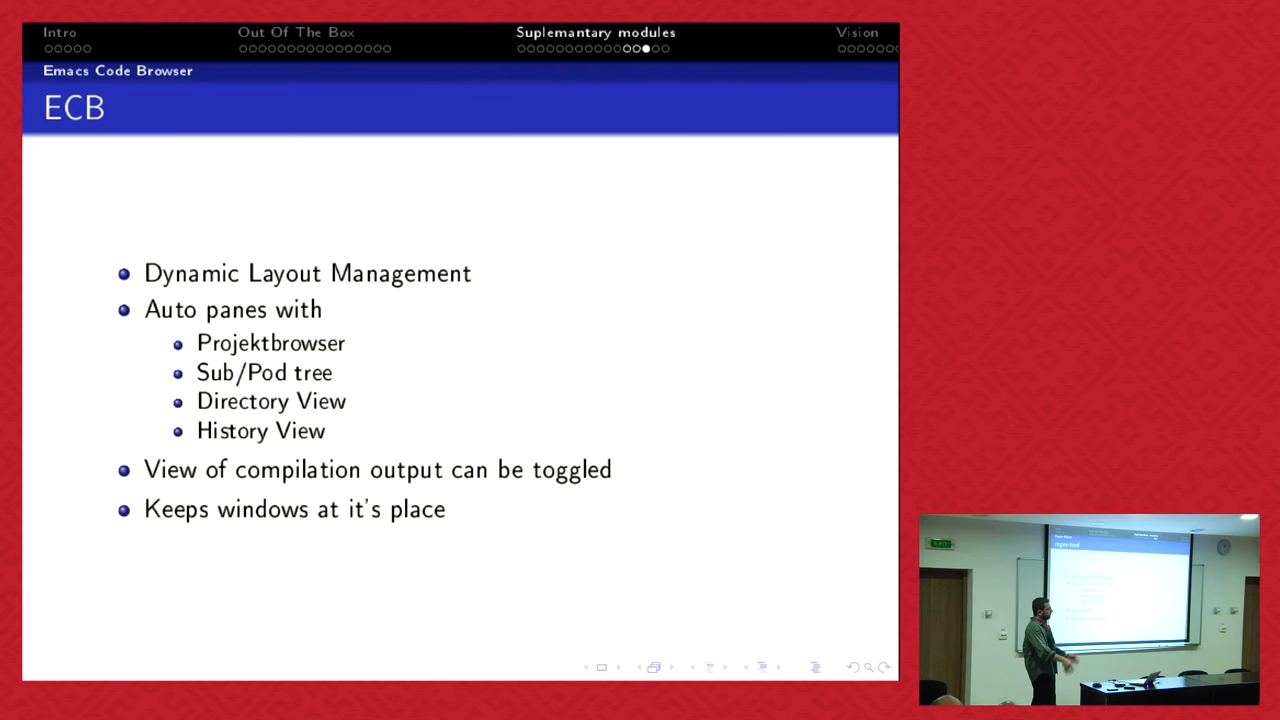 Intro
Out Of The Box
Suplemantary modules
Vision
Emacs Code Browser
ECB
Dynamic Layout Management
Auto panes with
Projektbrowser
Sub/Pod tree
Directory View
History View
View of compilation output can be toggled
Keeps windows at it's place
regex-tool